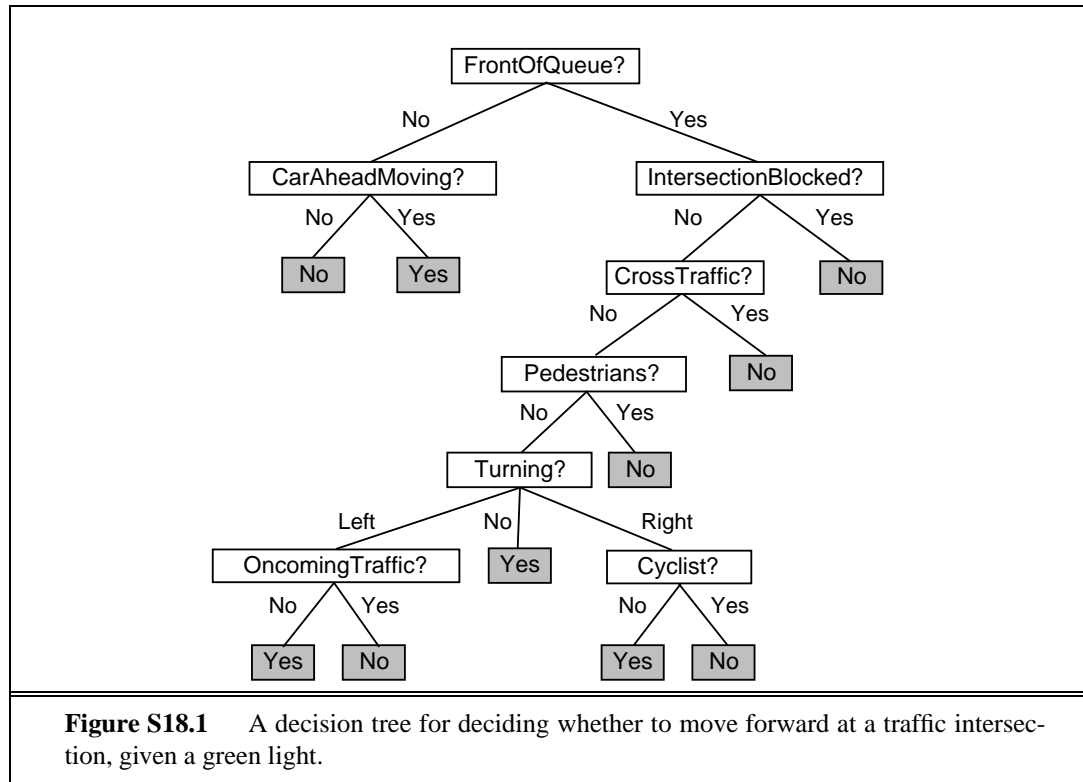 FrontOfQueue?
No Yes
CarAheadMoving? IntersectionBlocked?
No Yes No Yes
No Yes CrossTraffic? No
No Yes
Pedestrians? No
No Yes
Turning? No
Left No Right
OncomingTraffic? Yes Cyclist?
No Yes No Yes
Yes No Yes No
Figure S18.1 A decision tree for deciding whether to move forward at a traffic intersec-
tion, given a green light.